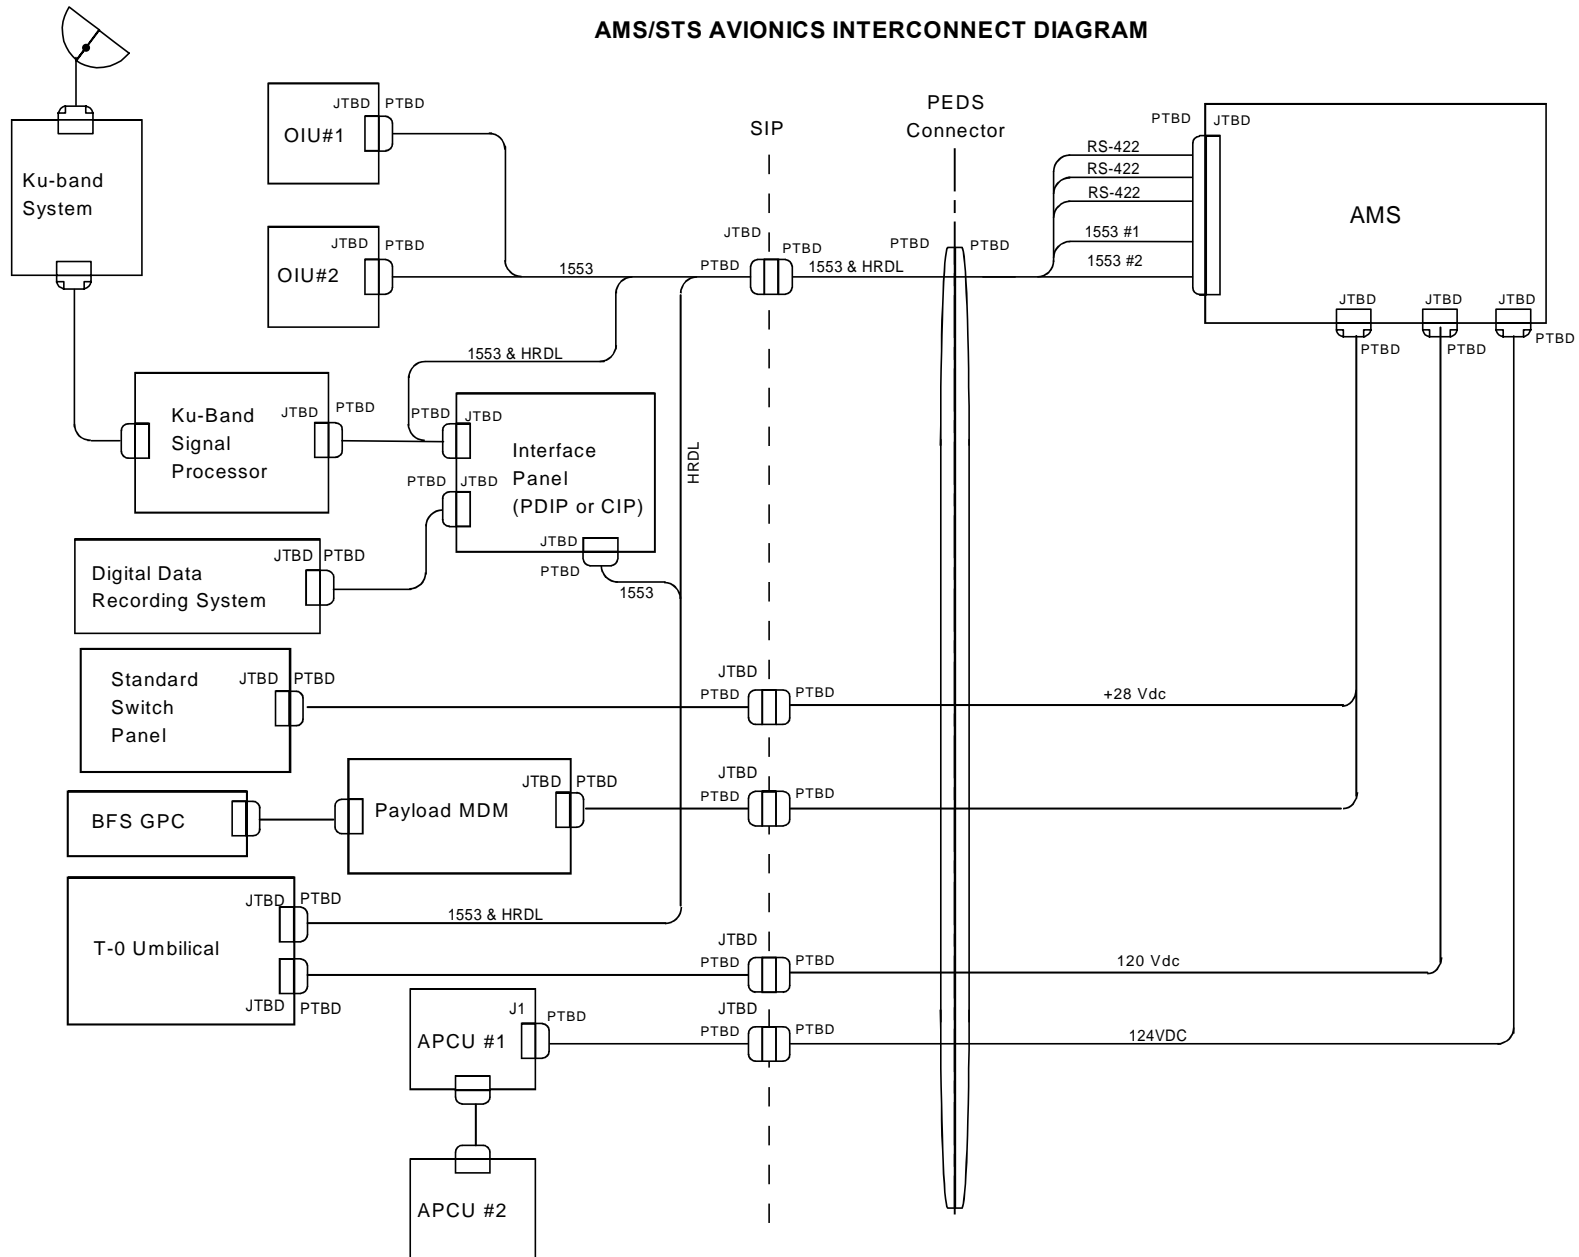 AMS/STS AVIONICS INTERCONNECT DIAGRAM
Ku-band
System
JTBD PTBD
OIU#1
JTBD PTBD
OIU#2
1553
SIP
JTBD
PTBD
PTBD
1553 & HRDL
PEDS
Connector
PTBD
PTBD
RS-422
RS-422
RS-422
1553 #1
1553 #2
PTBD
JTBD
AMS
JTBD
JTBD
JTBD
PTBD
PTBD
PTBD
1553 & HRDL
Ku-Band
Signal
Processor
JTBD
PTBD
PTBD
JTBD
Interface
Panel
(PDIP or CIP)
PTBD JTBD
JTBD
PTBD
1553
HRDL
Digital Data
Recording System
JTBD PTBD
Standard
Switch
Panel
JTBD PTBD
JTBD
PTBD
PTBD
+28 Vdc
BFS GPC
Payload MDM
JTBD PTBD
JTBD
PTBD
PTBD
T-0 Umbilical
JTBD PTBD
1553 & HRDL
JTBD PTBD
JTBD
PTBD
PTBD
120 Vdc
APCU #1
J1
PTBD
JTBD
PTBD
PTBD
124VDC
APCU #2